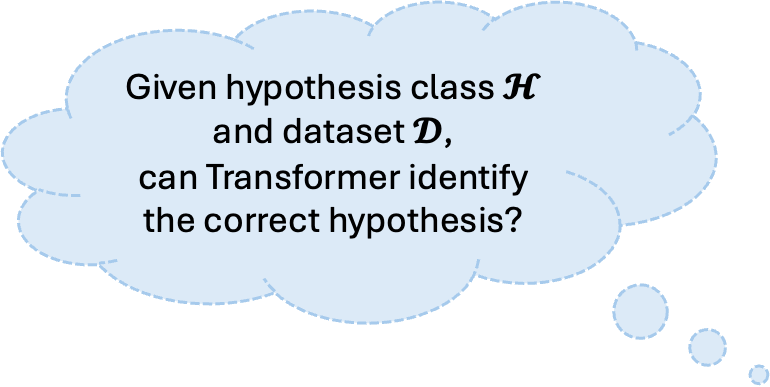 Given hypothesis class 𝓗
and dataset 𝓓,
can Transformer identify
the correct hypothesis?